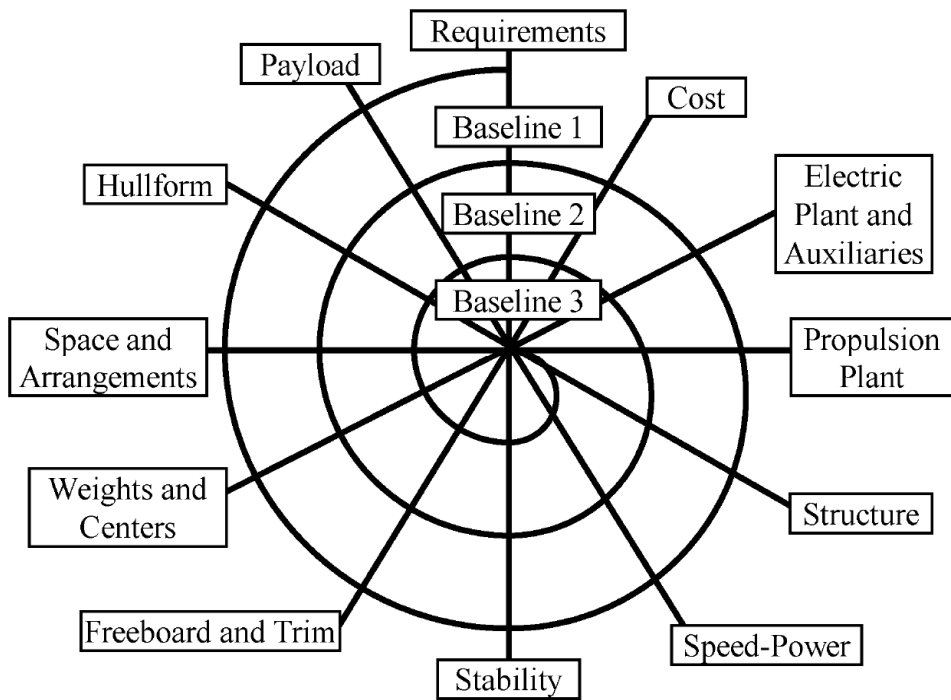 Requirements
Payload
Cost
Baseline 1
Hullform
Electric
Plant and
Auxiliaries
Baseline 2
Baseline 3
Space and
Arrangements
Propulsion
Plant
Weights and
Centers
Structure
Freeboard and Trim
Speed-Power
Stability